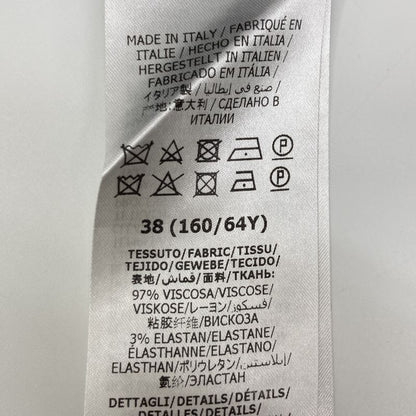 MADE IN ITALY / FABRIQUÉ EN
ITALIE / HECHO EN ITALIA /
HERGESTELLT IN ITALIEN /
FABRICADO EM ITÁLIA /
イタリア製 / صنع في إيطاليا /
产地:意大利 / СДЕЛАНО В
ИТАЛИИ
P
P
38 (160/64Y)
TESSUTO/FABRIC/TISSU/
TEJIDO/GEWEBE/TECIDO/
表地/قماش/面料/ТКАНЬ:
97% VISCOSA/VISCOSE/
VISKOSE/レーヨン/فسكوز/
粘胶纤维/ВИСКОЗА
3% ELASTAN/ELASTANE/
ÉLASTHANNE/ELASTANO/
ELASTHAN/ポリウレタン/إيلاستين/
氨纶/ЭЛАСТАН
DETTAGLI/DETAILS/DÉTAILS/
DETALLES/DETAILS/